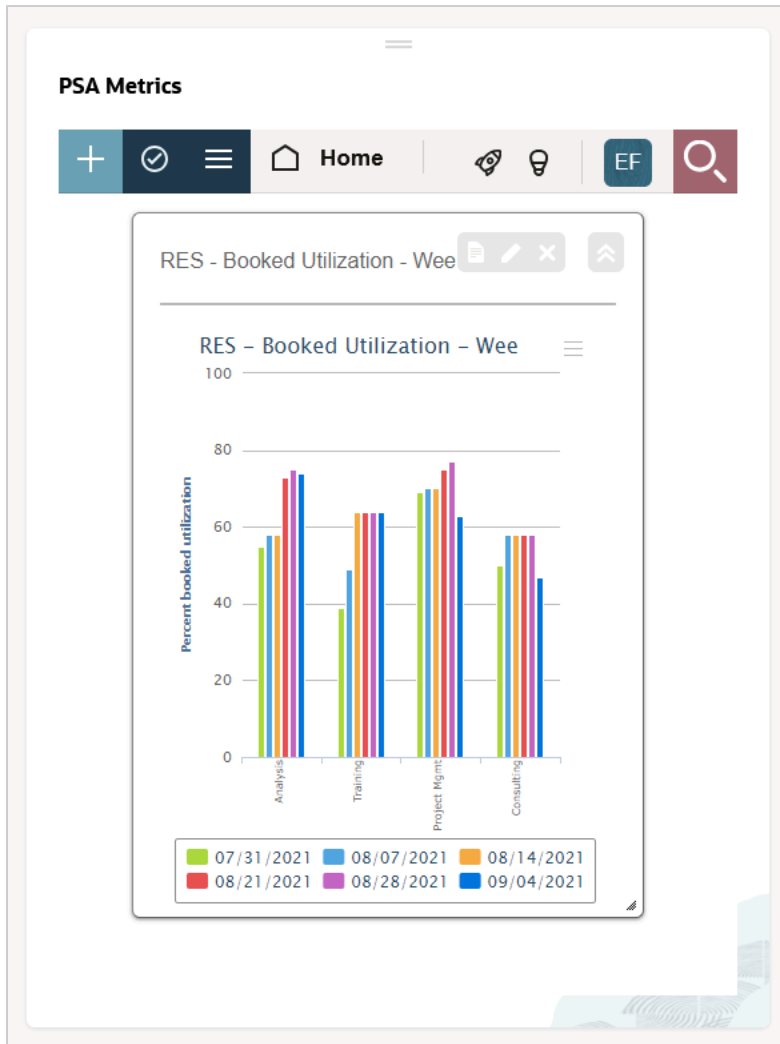 PSA Metrics
Home
EF
RES - Booked Utilization - Wee
RES – Booked Utilization – Wee
100
80
60
40
20
0
Percent booked utilization
Analysis
Training
Project Mgmt
Consulting
07/31/2021 08/07/2021 08/14/2021
08/21/2021 08/28/2021 09/04/2021